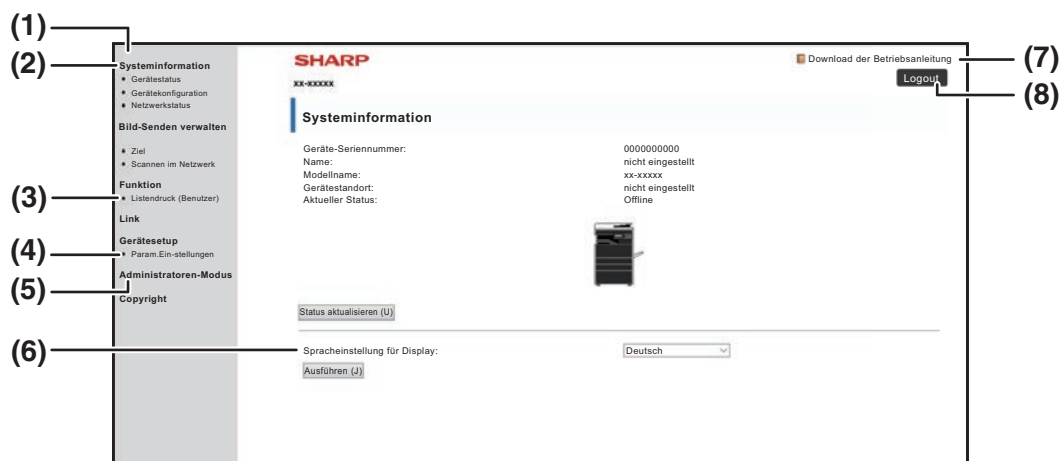 (1)
(2)
(3)
(4)
(5)
(6)
Systeminformation
Gerätestatus
Gerätekonfiguration
Netzwerkstatus
Bild-Senden verwalten
Ziel
Scannen im Netzwerk
Funktion
Listendruck (Benutzer)
Link
Gerätesetup
Param.Ein-stellungen
Administratoren-Modus
Copyright
SHARP
xx-xxxxx
Download der Betriebsanleitung
(7)
Logout
(8)
Systeminformation
Geräte-Seriennummer: 0000000000
Name: nicht eingestellt
Modellname: xx-xxxxx
Gerätestandort: nicht eingestellt
Aktueller Status: Offline
Status aktualisieren (U)
Spracheinstellung für Display: Deutsch
Ausführen (J)